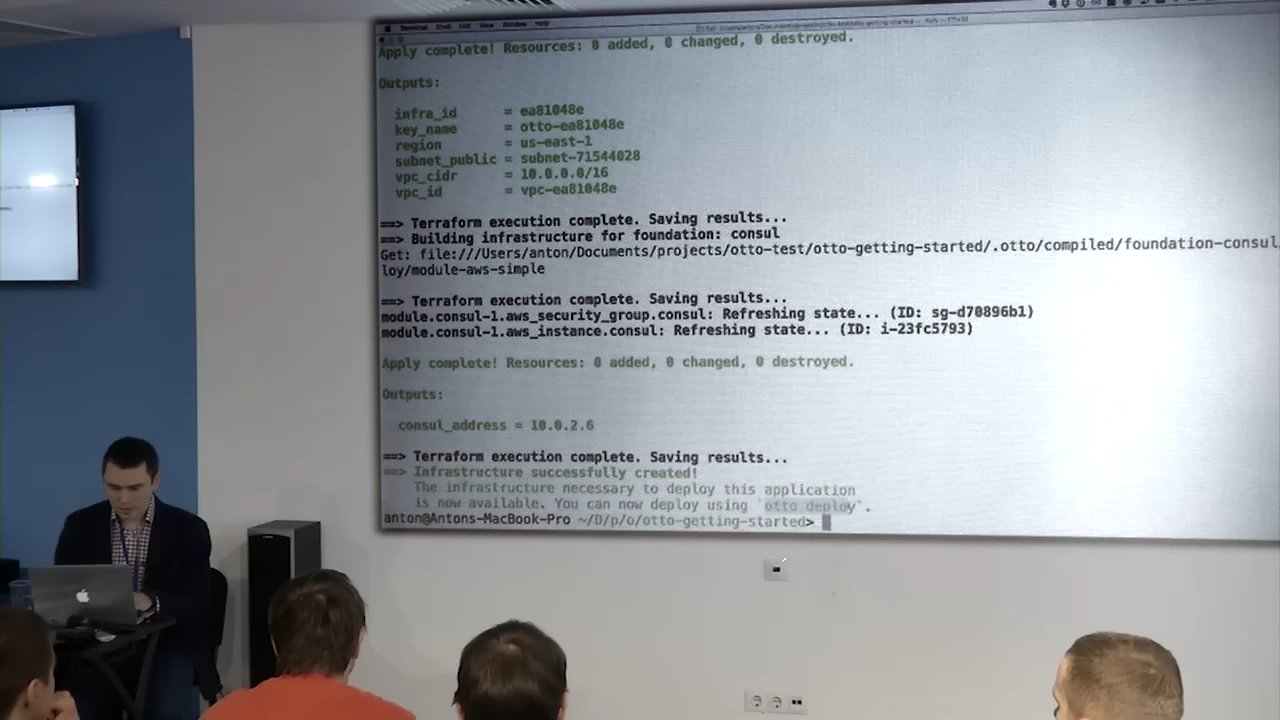 Terminal Shell Edit View Window Help
Apply complete! Resources: 0 added, 0 changed, 0 destroyed.
Outputs:
infra_id = ea81048e
key_name = otto-ea81048e
region = us-east-1
subnet_public = subnet-71544028
vpc_cidr = 10.0.0.0/16
vpc_id = vpc-ea81048e
==> Terraform execution complete. Saving results...
==> Building infrastructure for foundation: consul
Get: file:///Users/anton/Documents/projects/otto-test/otto-getting-started/.otto/compiled/foundation-consul
loy/module-aws-simple
==> Terraform execution complete. Saving results...
module.consul-1.aws_security_group.consul: Refreshing state... (ID: sg-d70896b1)
module.consul-1.aws_instance.consul: Refreshing state... (ID: i-23fc5793)
Apply complete! Resources: 0 added, 0 changed, 0 destroyed.
Outputs:
consul_address = 10.0.2.6
==> Terraform execution complete. Saving results...
==> Infrastructure successfully created!
The infrastructure necessary to deploy this application
is now available. You can now deploy using `otto deploy`.
anton@Antons-MacBook-Pro ~/D/p/o/otto-getting-started>